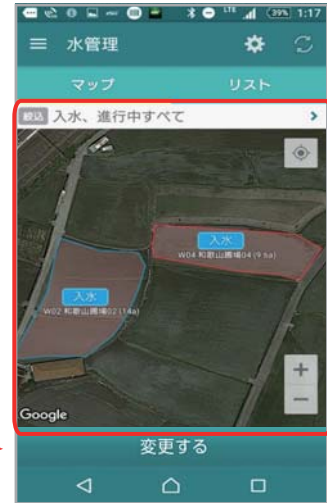 LTE 39% 1:17
水管理
マップ リスト
絞込 入水、進行中すべて
入水
W04 和歌山圃場04 (9.6a)
入水
W02 和歌山圃場02 (14a)
+
−
Google
変更する